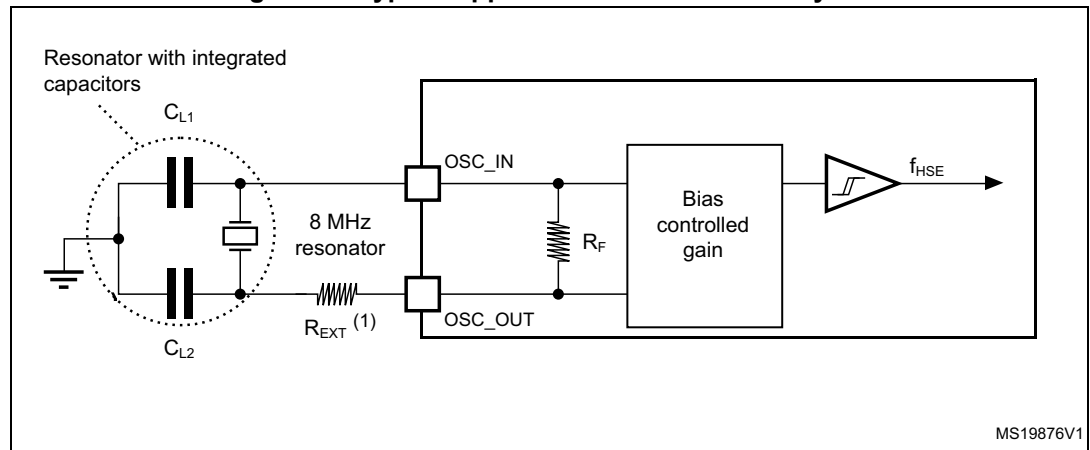 Resonator with integrated
capacitors
CL1
OSC_IN
fHSE
8 MHz
resonator
RF
Bias
controlled
gain
REXT (1)
OSC_OUT
CL2
MS19876V1